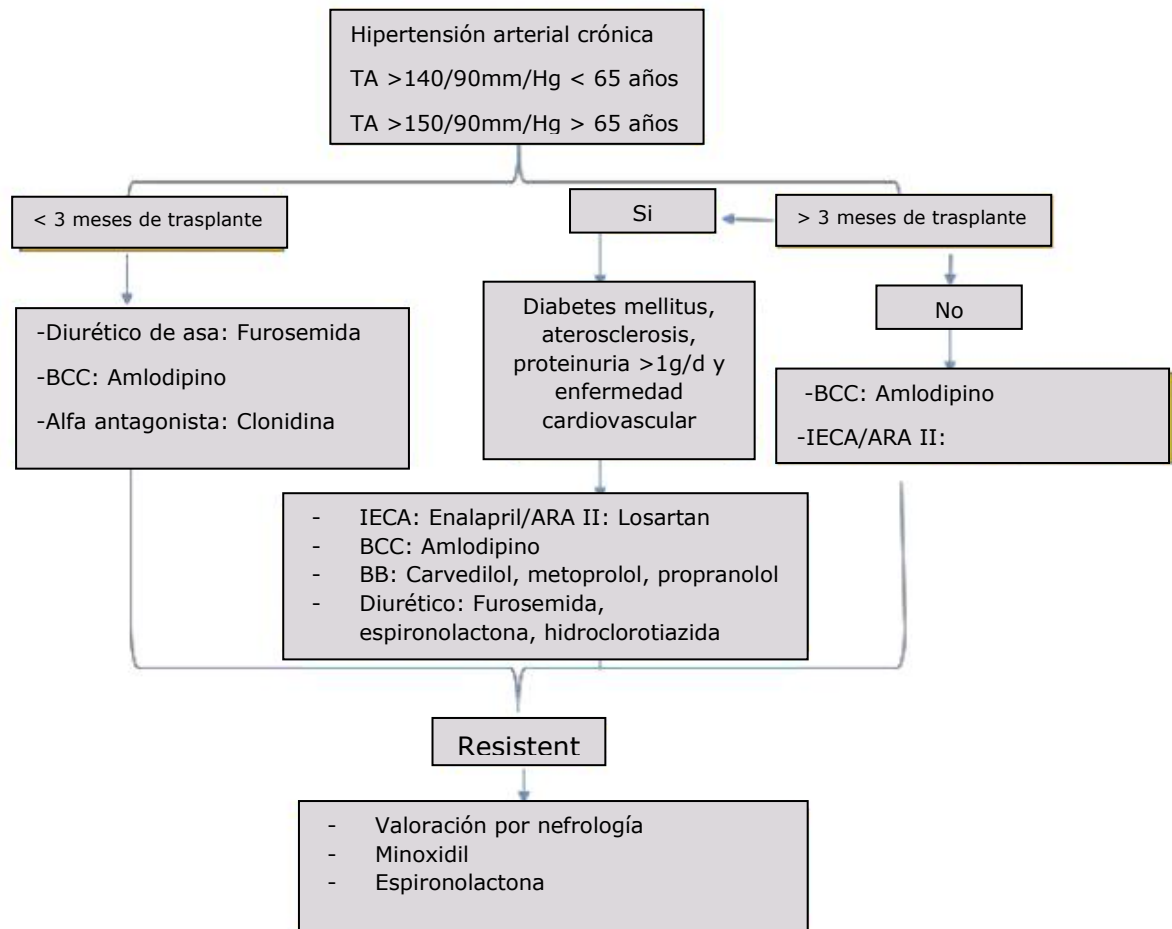 Hipertensión arterial crónica
TA >140/90mm/Hg < 65 años
TA >150/90mm/Hg > 65 años
< 3 meses de trasplante
Si
> 3 meses de trasplante
-Diurético de asa: Furosemida
-BCC: Amlodipino
-Alfa antagonista: Clonidina
Diabetes mellitus,
aterosclerosis,
proteinuria >1g/d y
enfermedad
cardiovascular
No
-BCC: Amlodipino
-IECA/ARA II:
- IECA: Enalapril/ARA II: Losartan
- BCC: Amlodipino
- BB: Carvedilol, metoprolol, propranolol
- Diurético: Furosemida,
espironolactona, hidroclorotiazida
Resistent
- Valoración por nefrología
- Minoxidil
- Espironolactona